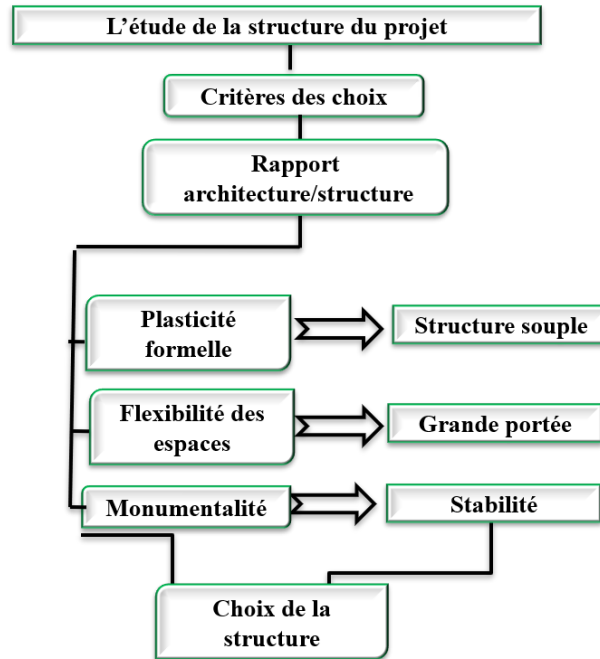 L'étude de la structure du projet
Critères des choix
Rapport
architecture/structure
Plasticité
formelle
Structure souple
Flexibilité des
espaces
Grande portée
Monumentalité
Stabilité
Choix de la
structure